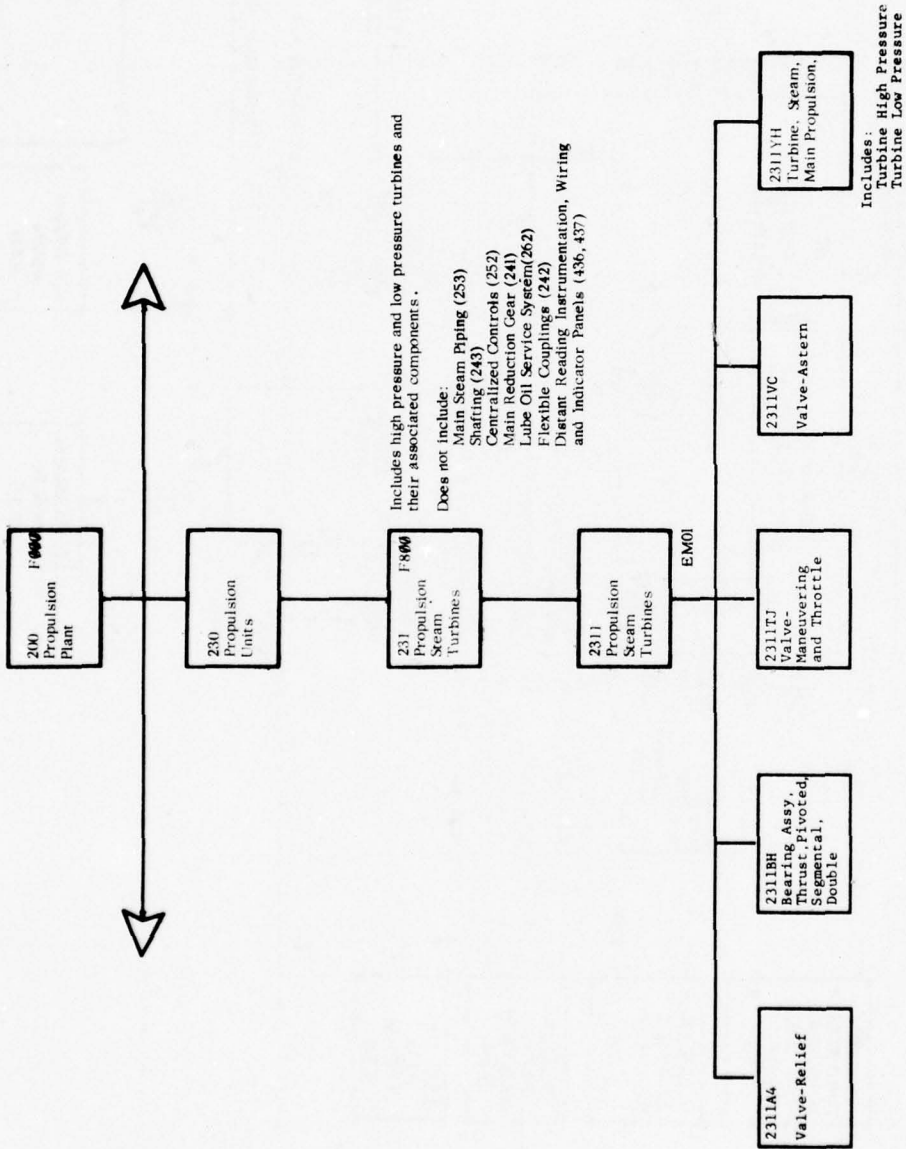 200 F000
Propulsion
Plant
230
Propulsion
Units
231 F800
Propulsion
Steam
Turbines
Includes high pressure and low pressure turbines and
their associated components.
Does not include:
Main Steam Piping (253)
Shafting (243)
Centralized Controls (252)
Main Reduction Gear (241)
Lube Oil Service System(262)
Flexible Couplings (242)
Distant Reading Instrumentation, Wiring
and Indicator Panels (436, 437)
2311
Propulsion
Steam
Turbines
EM01
2311A4
Valve-Relief
2311BH
Bearing Assy,
Thrust,Pivoted,
Segmental,
Double
2311TJ
Valve-
Maneuvering
and Throttle
2311VC
Valve-Astern
2311YH
Turbine, Steam,
Main Propulsion,
Includes:
Turbine High Pressure
Turbine Low Pressure